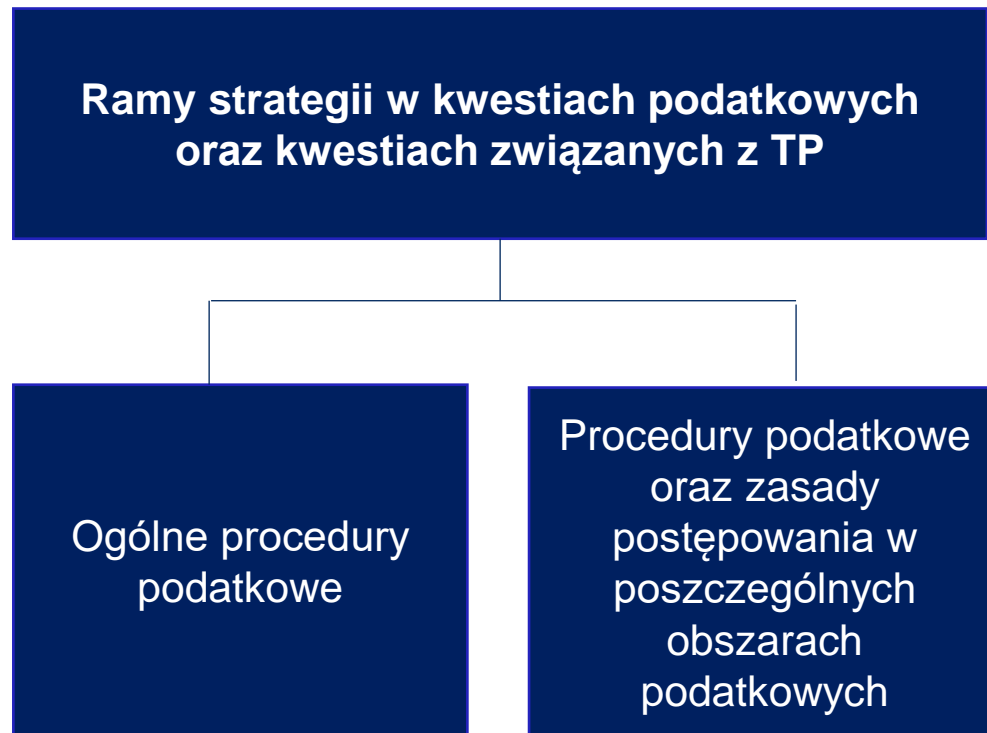 Ramy strategii w kwestiach podatkowych
oraz kwestiach związanych z TP
Ogólne procedury
podatkowe
Procedury podatkowe
oraz zasady
postępowania w
poszczególnych
obszarach
podatkowych